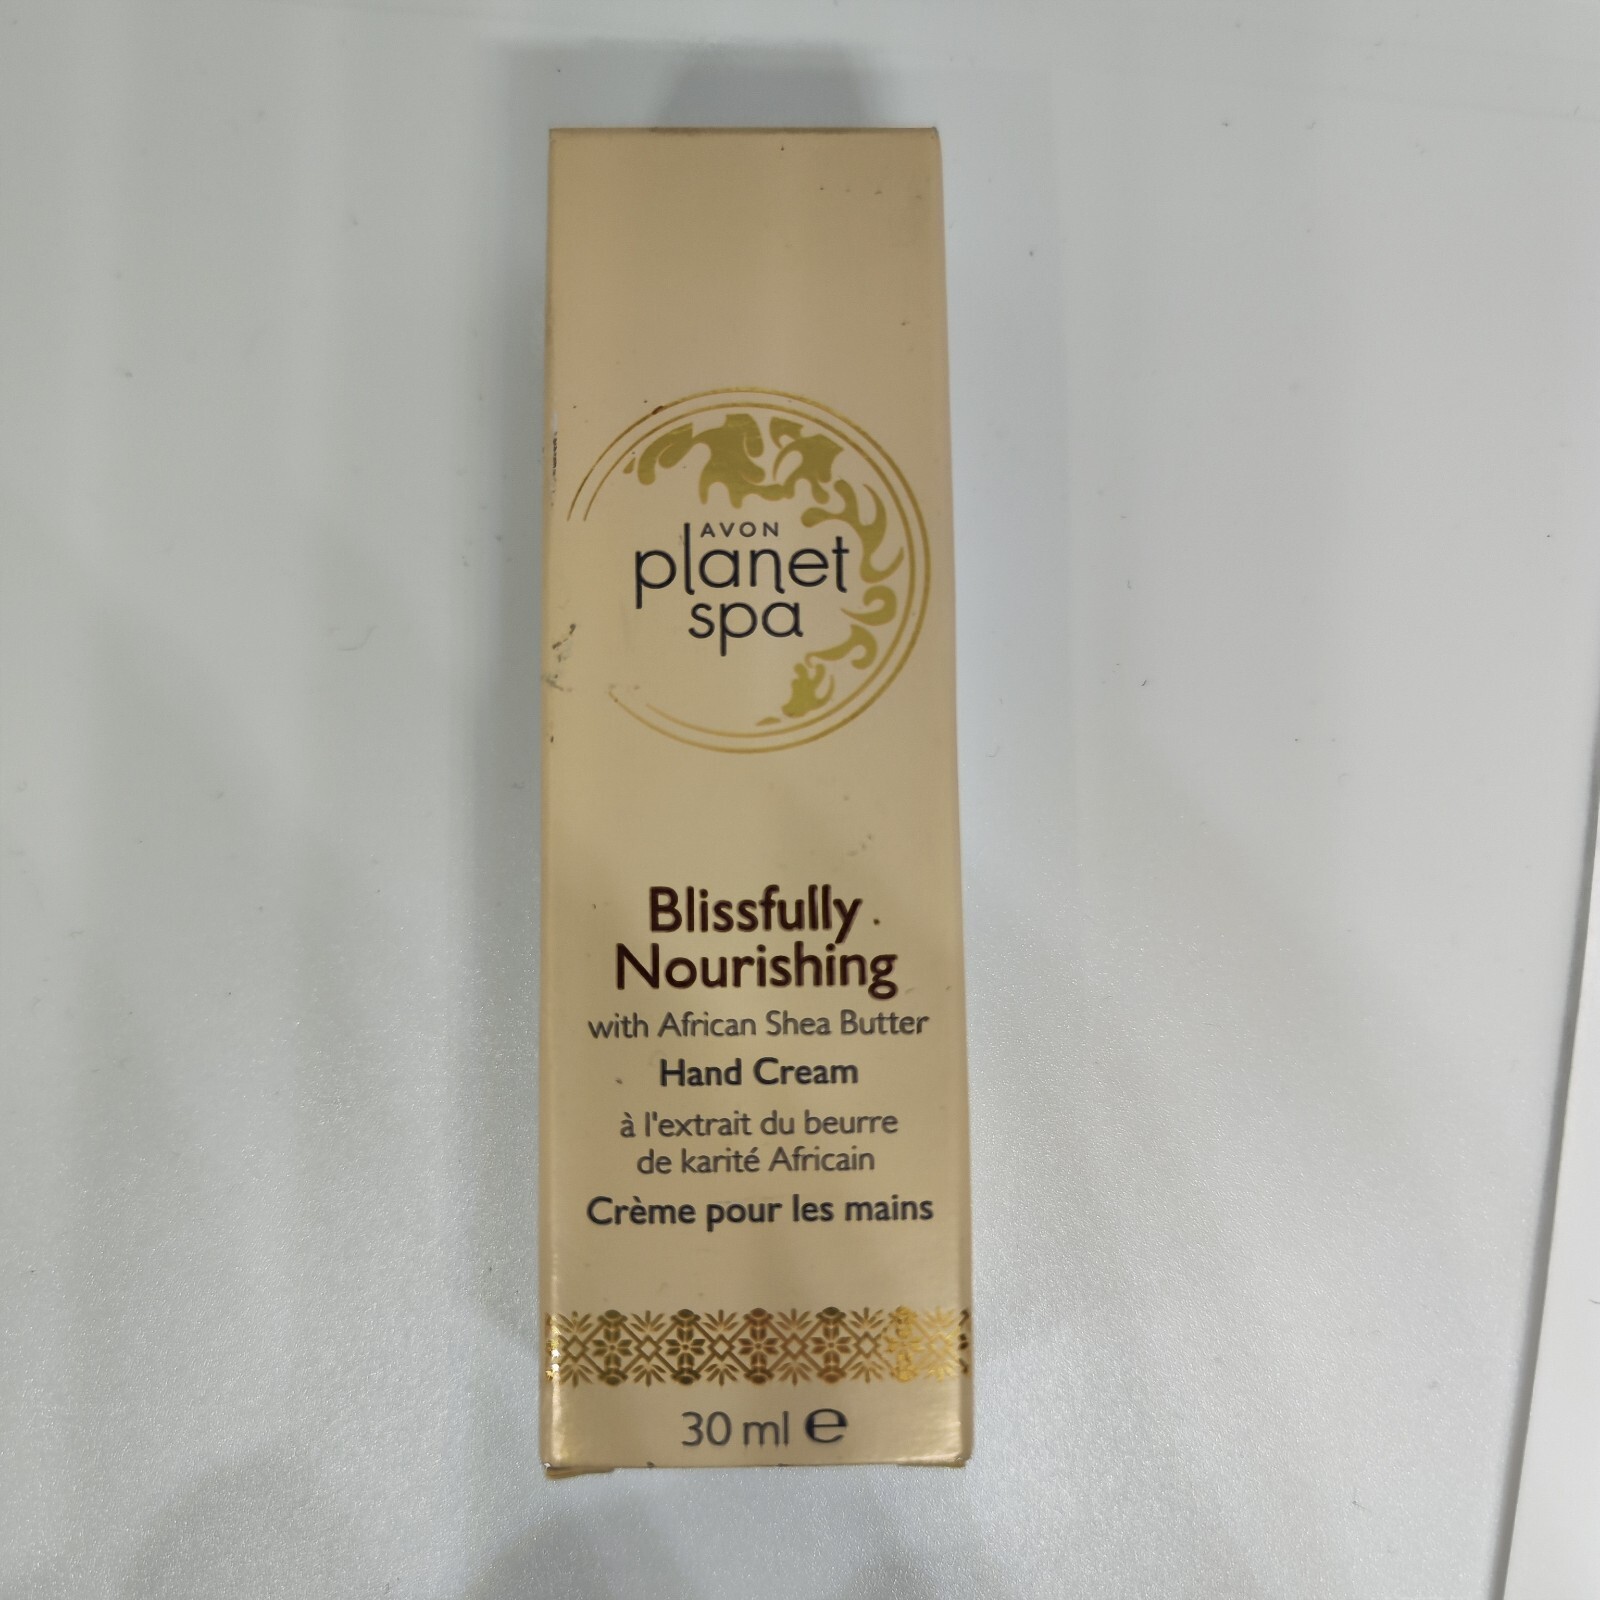 AVON
planet
spa
Blissfully
Nourishing
with African Shea Butter
Hand Cream
à l'extrait du beurre
de karité Africain
Crème pour les mains
30 ml ℮